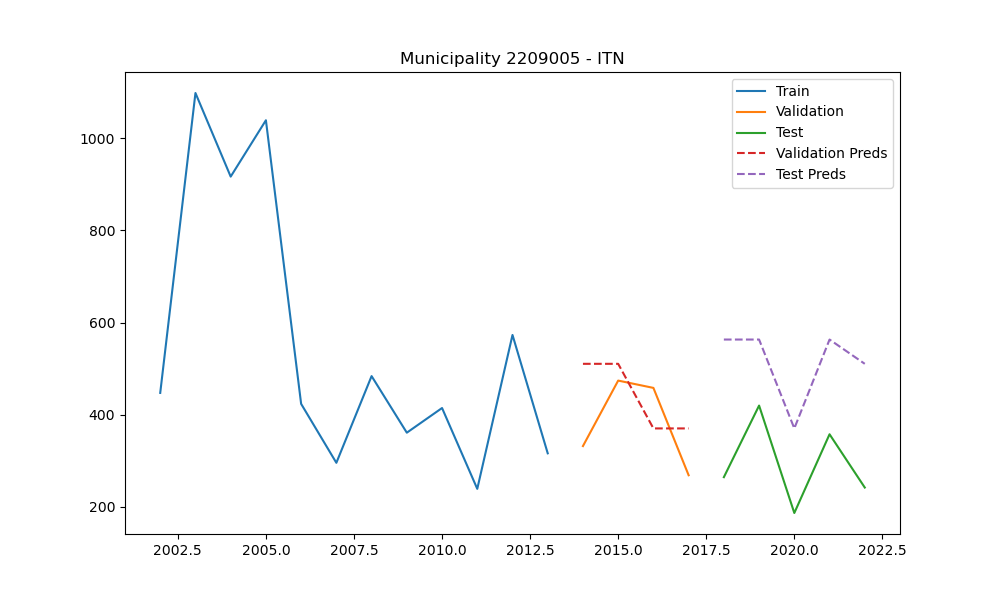 Municipality 2209005 - ITN
Train
Validation
Test
Validation Preds
Test Preds
1000
800
600
400
200
2002.5 2005.0 2007.5 2010.0 2012.5 2015.0 2017.5 2020.0 2022.5